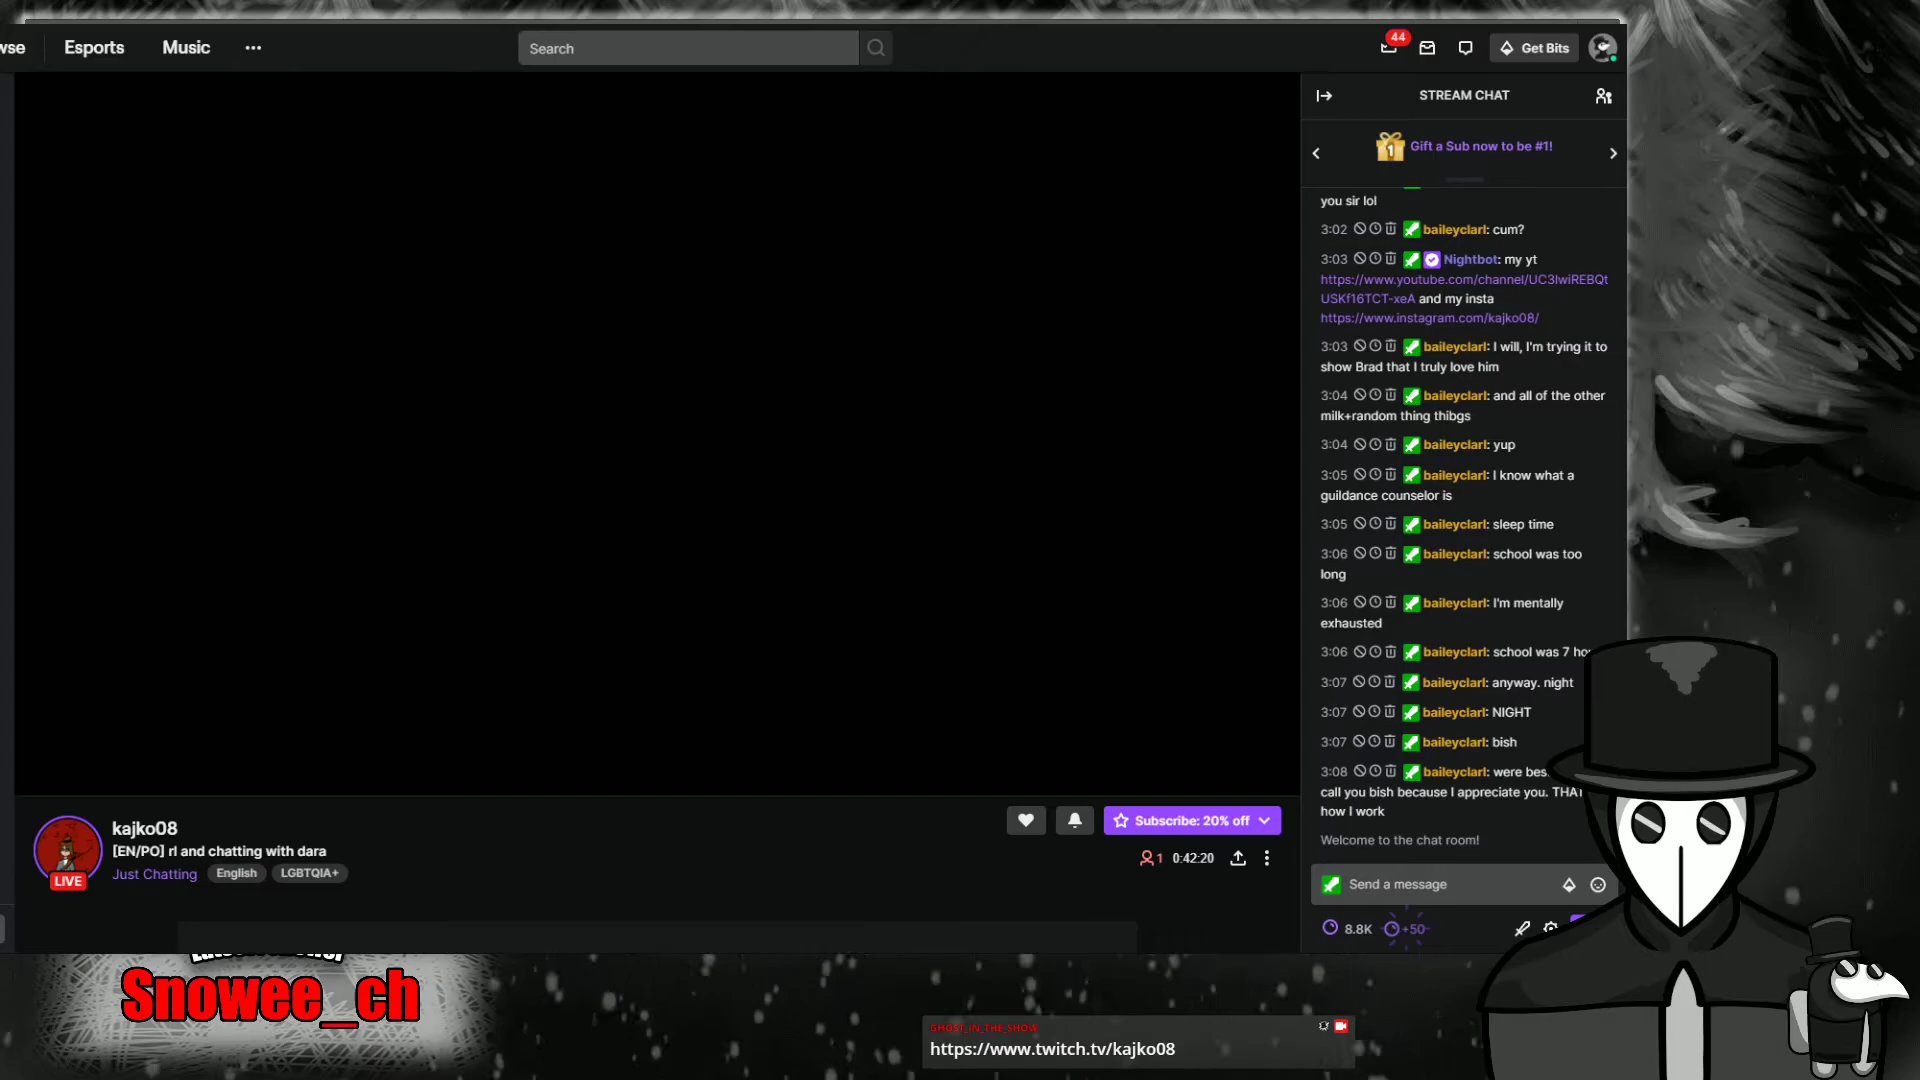 wse
Esports
Music
Search
44
Get Bits
STREAM CHAT
1
Gift a Sub now to be #1!
you sir lol
3:02 baileyclarl: cum?
3:03 Nightbot: my yt
https://www.youtube.com/channel/UC3IwiREBQt
USKf16TCT-xeA and my insta
https://www.instagram.com/kajko08/
3:03 baileyclarl: I will, I'm trying it to
show Brad that I truly love him
3:04 baileyclarl: and all of the other
milk+random thing thibgs
3:04 baileyclarl: yup
3:05 baileyclarl: I know what a
guildance counselor is
3:05 baileyclarl: sleep time
3:06 baileyclarl: school was too
long
3:06 baileyclarl: I'm mentally
exhausted
3:06 baileyclarl: school was 7 ho
3:07 baileyclarl: anyway. night
3:07 baileyclarl: NIGHT
3:07 baileyclarl: bish
3:08 baileyclarl: were bes
call you bish because I appreciate you. THAT
how I work
Welcome to the chat room!
Send a message
8.8K +50
kajko08
[EN/PO] rl and chatting with dara
Just Chatting English LGBTQIA+
LIVE
Subscribe: 20% off
1 0:42:20
Snowee_ch
GHOST_IN_THE_SHOW
https://www.twitch.tv/kajko08